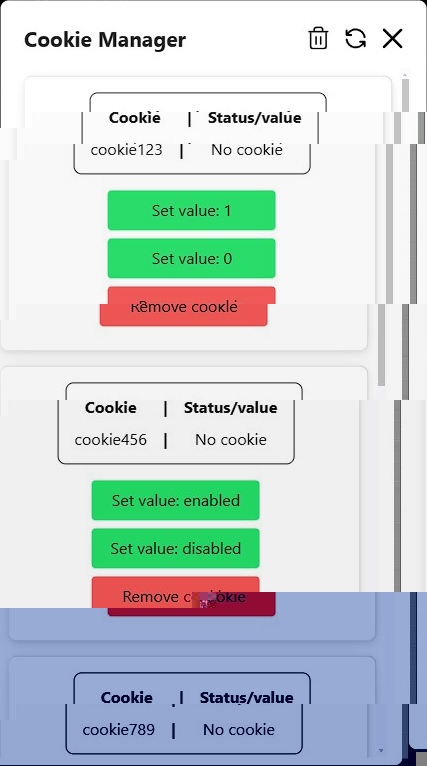 Cookie Manager
Cookie | Status/value
cookie123 | No cookie
Set value: 1
Set value: 0
Remove cookie
Cookie | Status/value
cookie456 | No cookie
Set value: enabled
Set value: disabled
Remove cookie
Cookie | Status/value
cookie789 | No cookie